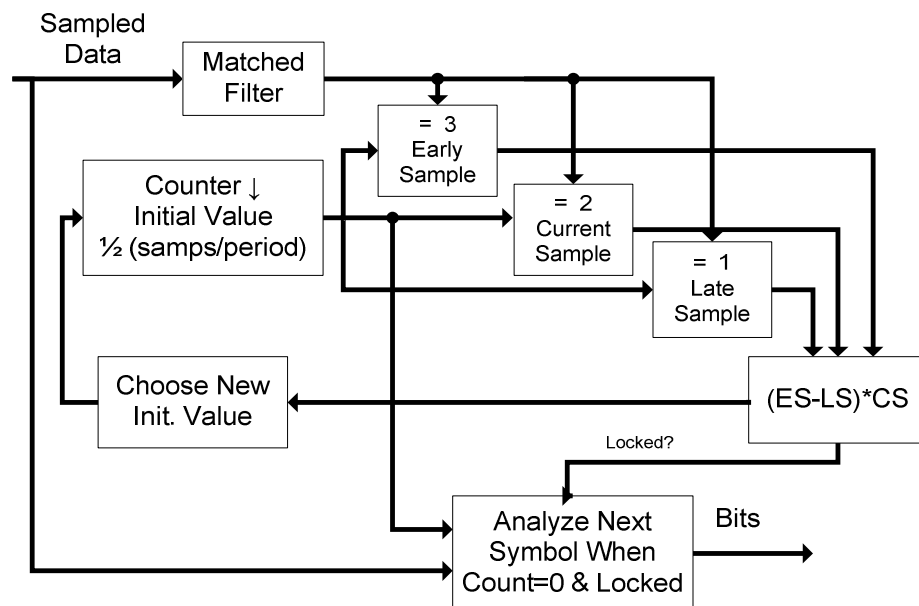 Sampled
Data
Matched
Filter
= 3
Early
Sample
Counter ↓
Initial Value
½ (samps/period)
= 2
Current
Sample
= 1
Late
Sample
Choose New
Init. Value
(ES-LS)*CS
Locked?
Analyze Next
Symbol When
Count=0 & Locked
Bits